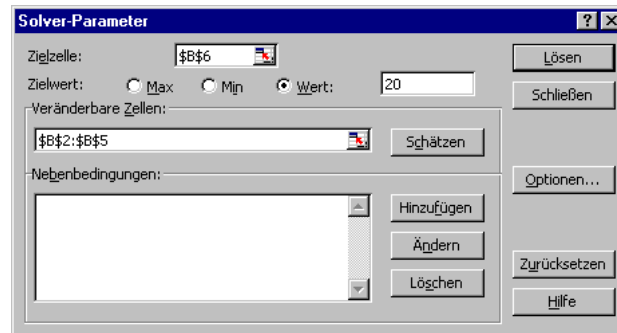 Solver-Parameter
Zielzelle: $B$6
Zielwert: Max Min Wert: 20
Veränderbare Zellen:
$B$2:$B$5
Schätzen
Nebenbedingungen:
Hinzufügen
Ändern
Löschen
Lösen
Schließen
Optionen...
Zurücksetzen
Hilfe